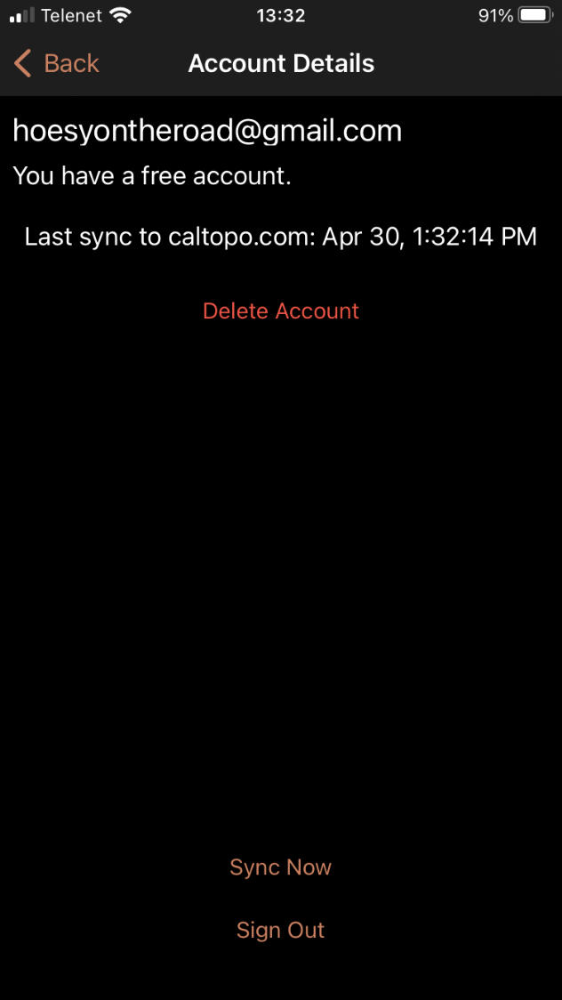 Telenet 13:32 91%
Back Account Details
hoesyontheroad@gmail.com
You have a free account.
Last sync to caltopo.com: Apr 30, 1:32:14 PM
Delete Account
Sync Now
Sign Out